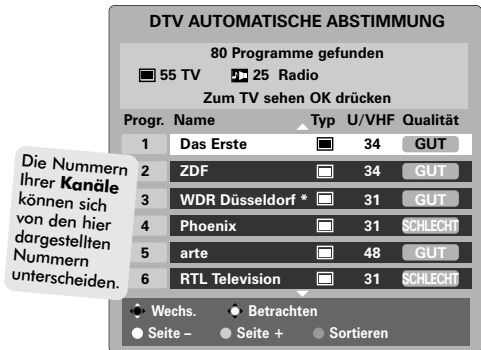 DTV AUTOMATISCHE ABSTIMMUNG
80 Programme gefunden
55 TV 25 Radio
Zum TV sehen OK drücken
Progr. Name Typ U/VHF Qualität
1 Das Erste 34 GUT
2 ZDF 34 GUT
3 WDR Düsseldorf * 31 GUT
4 Phoenix 31 SCHLECHT
5 arte 48 GUT
6 RTL Television 31 SCHLECHT
Wechs. Betrachten
Seite – Seite + Sortieren
Die Nummern
Ihrer Kanäle
können sich
von den hier
dargestellten
Nummern
unterscheiden.